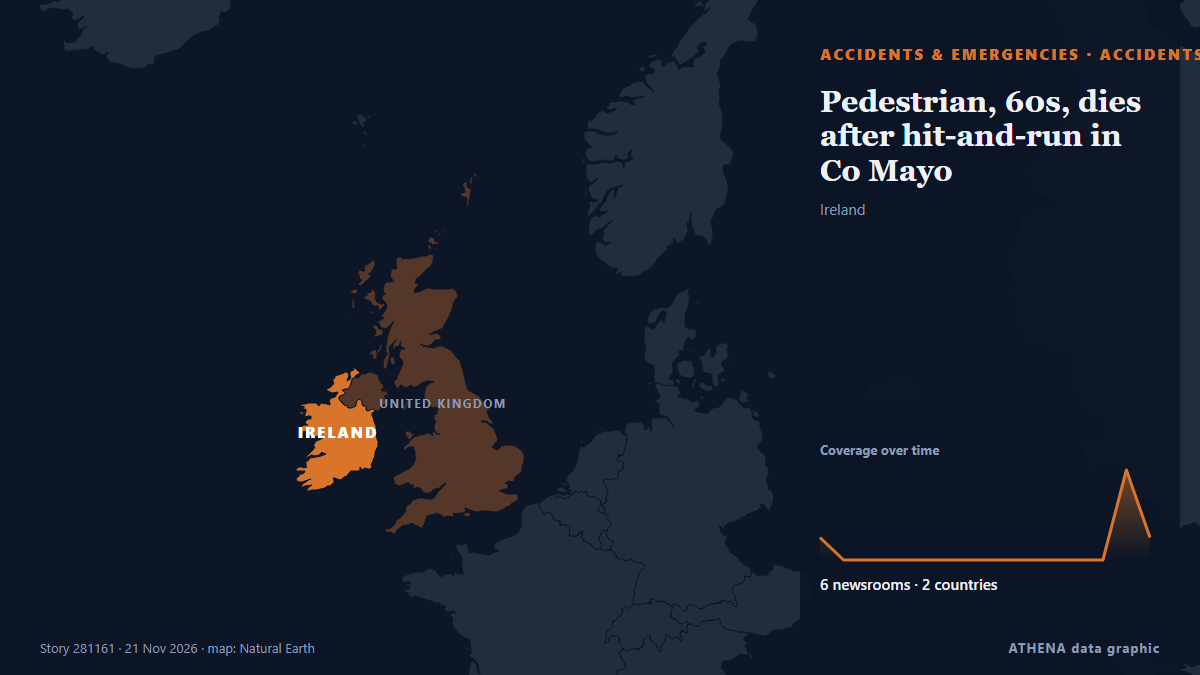 ACCIDENTS & EMERGENCIES · ACCIDENTS
Pedestrian, 60s, dies
after hit-and-run in
Co Mayo
Ireland
UNITED KINGDOM
IRELAND
Coverage over time
6 newsrooms · 2 countries
Story 281161 · 21 Nov 2026 · map: Natural Earth
ATHENA data graphic